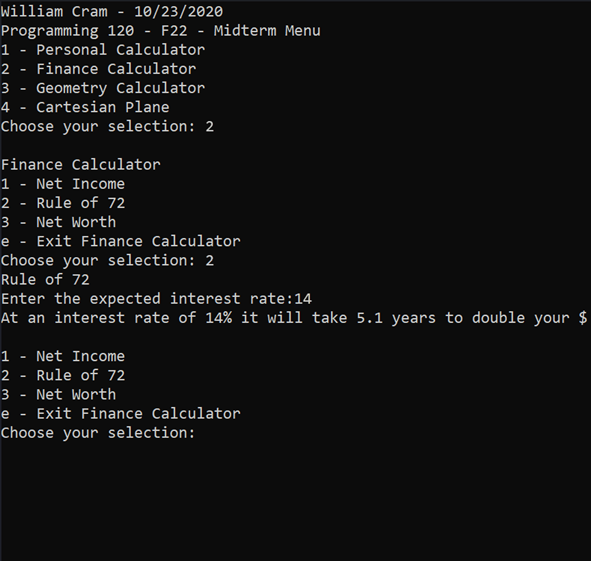 William Cram - 10/23/2020
Programming 120 - F22 - Midterm Menu
1 - Personal Calculator
2 - Finance Calculator
3 - Geometry Calculator
4 - Cartesian Plane
Choose your selection: 2
Finance Calculator
1 - Net Income
2 - Rule of 72
3 - Net Worth
e - Exit Finance Calculator
Choose your selection: 2
Rule of 72
Enter the expected interest rate:14
At an interest rate of 14% it will take 5.1 years to double your $
1 - Net Income
2 - Rule of 72
3 - Net Worth
e - Exit Finance Calculator
Choose your selection: